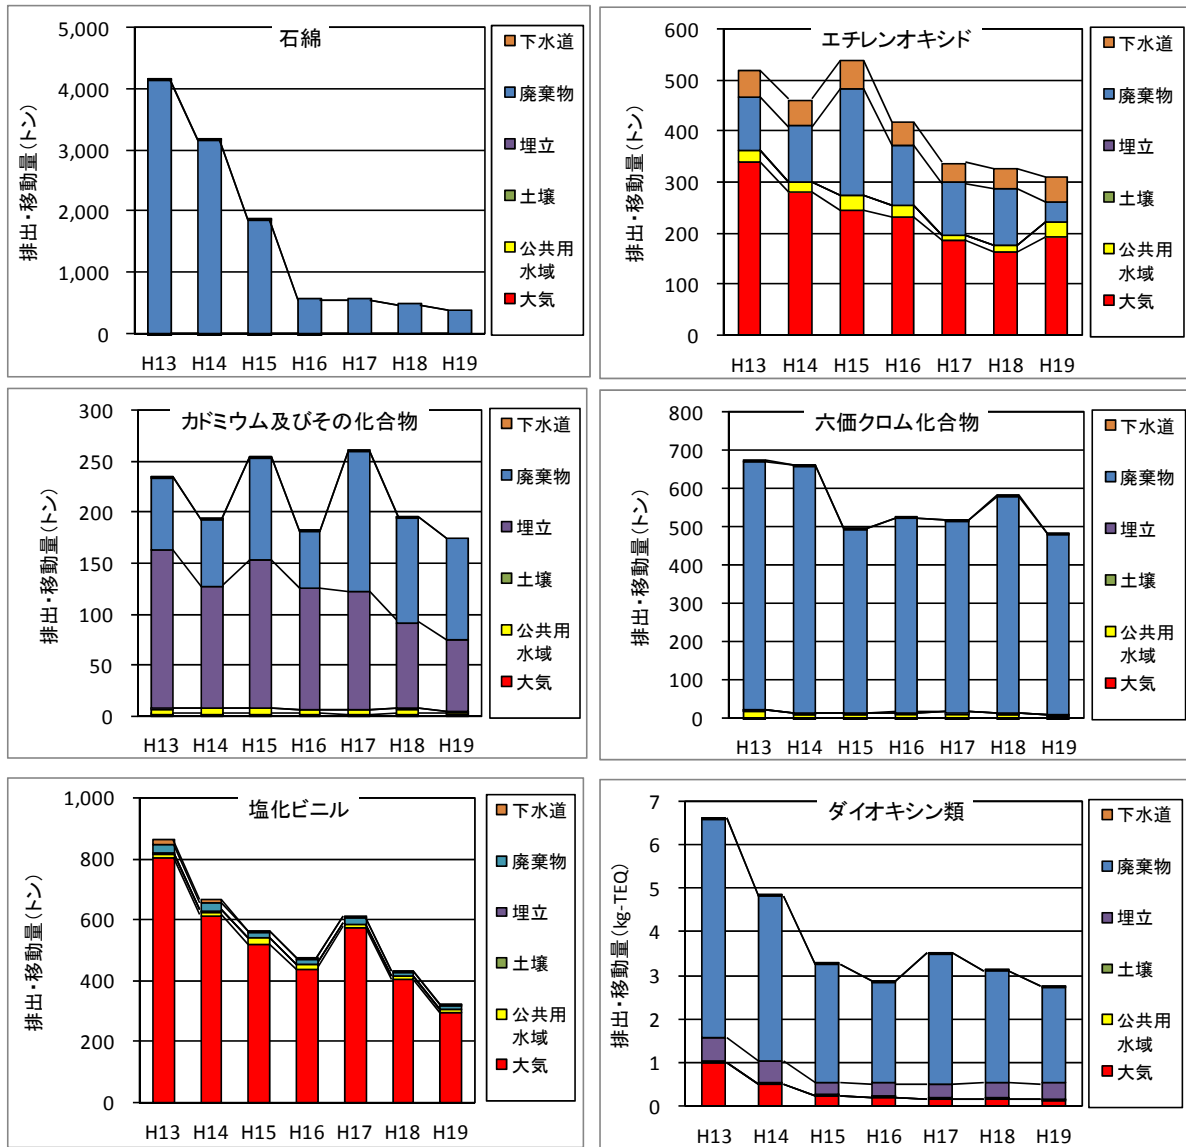 石綿
排出・移動量(トン)
5,000
4,000
3,000
2,000
1,000
0
H13 H14 H15 H16 H17 H18 H19
下水道
廃棄物
埋立
土壌
公共用
水域
大気
エチレンオキシド
排出・移動量(トン)
600
500
400
300
200
100
0
H13 H14 H15 H16 H17 H18 H19
下水道
廃棄物
埋立
土壌
公共用
水域
大気
カドミウム及びその化合物
排出・移動量(トン)
300
250
200
150
100
50
0
H13 H14 H15 H16 H17 H18 H19
下水道
廃棄物
埋立
土壌
公共用
水域
大気
六価クロム化合物
排出・移動量(トン)
800
700
600
500
400
300
200
100
0
H13 H14 H15 H16 H17 H18 H19
下水道
廃棄物
埋立
土壌
公共用
水域
大気
塩化ビニル
排出・移動量(トン)
1,000
800
600
400
200
0
H13 H14 H15 H16 H17 H18 H19
下水道
廃棄物
埋立
土壌
公共用
水域
大気
ダイオキシン類
排出・移動量(kg-TEQ)
7
6
5
4
3
2
1
0
H13 H14 H15 H16 H17 H18 H19
下水道
廃棄物
埋立
土壌
公共用
水域
大気